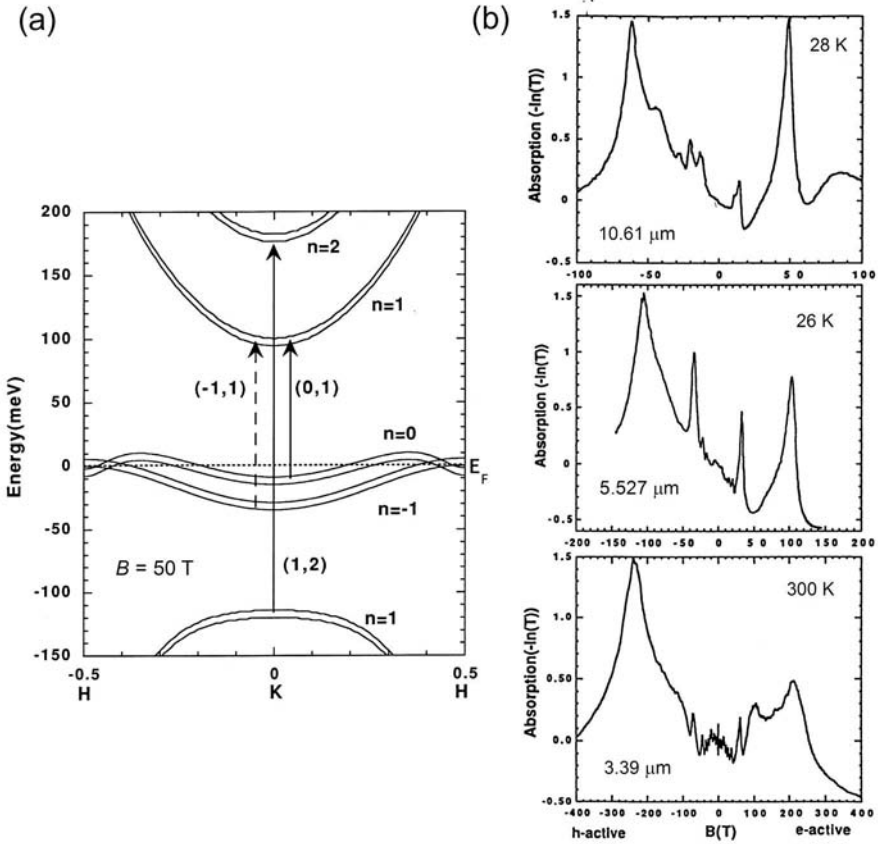 (a)
200
150
100
50
0
-50
-100
-150
Energy(meV)
n=2
n=1
(-1,1)
(0,1)
n=0
E_F
n=-1
B = 50 T
(1,2)
n=1
-0.5
0
0.5
H
K
H
(b)
28 K
1.5
1
0.5
0
-0.5
Absorption (-ln(T))
10.61 μm
-100
-50
0
50
100
26 K
1.5
1
0.5
0
-0.5
Absorption (-ln(T))
5.527 μm
-200
-150
-100
-50
0
50
100
150
200
300 K
1.5
1.0
0.50
0.0
-0.50
Absorption(-ln(T))
3.39 μm
-400
-300
-200
-100
0
100
200
300
400
h-active
B(T)
e-active